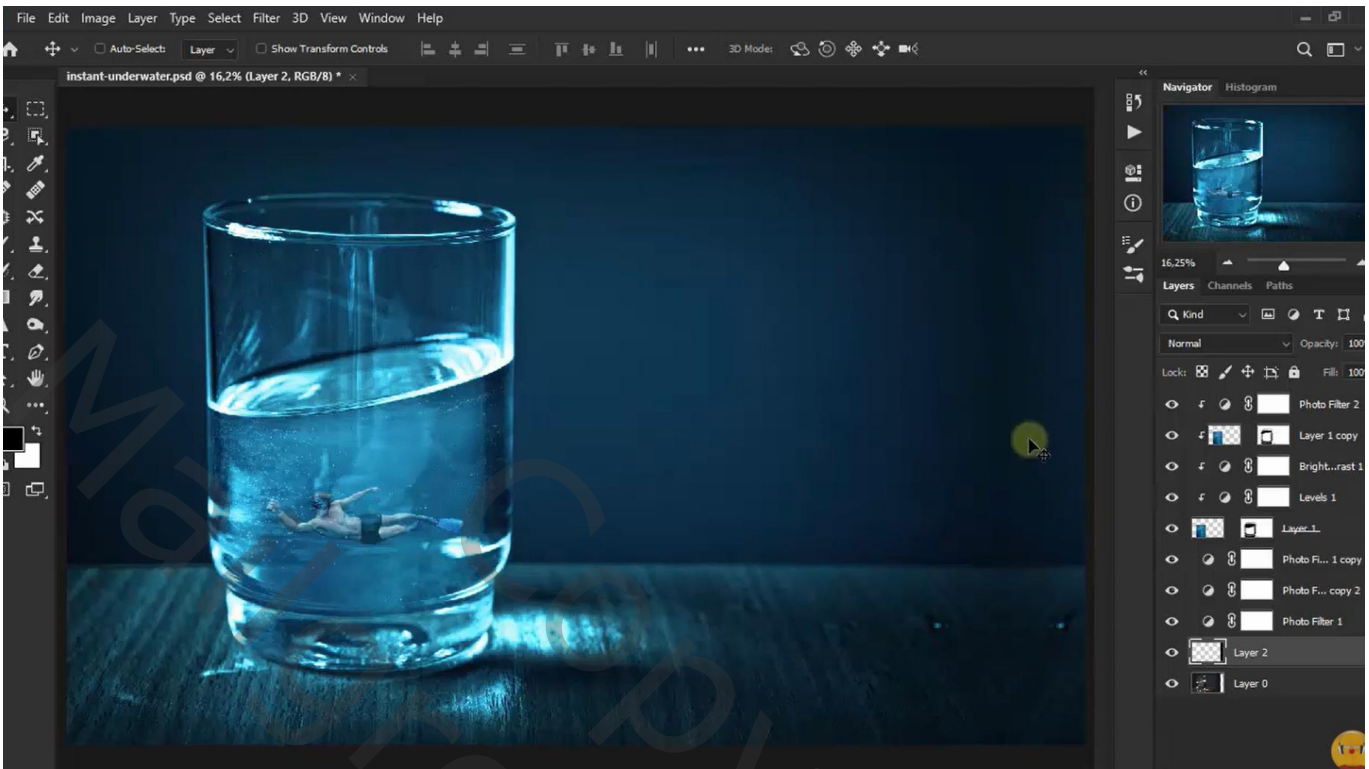 File Edit Image Layer Type Select Filter 3D View Window Help
Auto-Select: Layer Show Transform Controls 3D Mode:
instant-underwater.psd @ 16,2% (Layer 2, RGB/8) * ×
Navigator Histogram
16,25%
Layers Channels Paths
Kind
Normal Opacity: 100%
Lock: Fill: 100%
Photo Filter 2
Layer 1 copy
Bright...rast 1
Levels 1
Layer 1
Photo Fi... 1 copy
Photo F... copy 2
Photo Filter 1
Layer 2
Layer 0